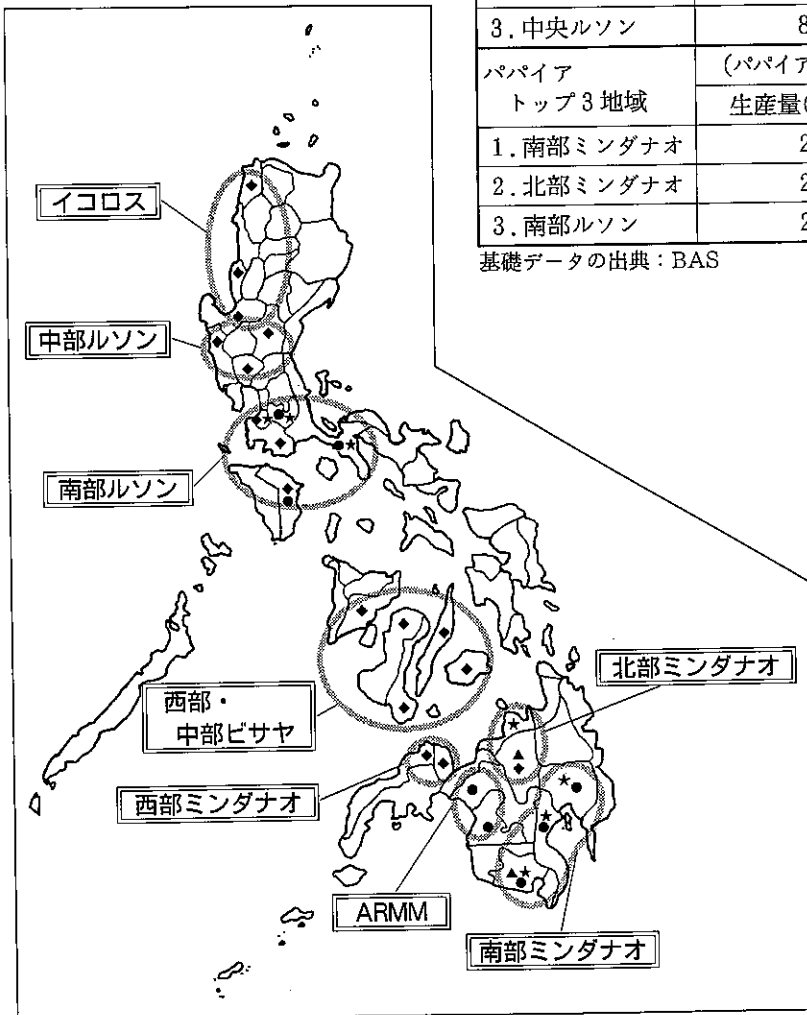 3.中央ルソン 8
パパイア
トップ3地域
(パパイア
生産量(
1.南部ミンダナオ 2
2.北部ミンダナオ 2
3.南部ルソン 2
基礎データの出典：BAS
イコロス
中部ルソン
南部ルソン
北部ミンダナオ
西部・
中部ビサヤ
西部ミンダナオ
ARMM
南部ミンダナオ